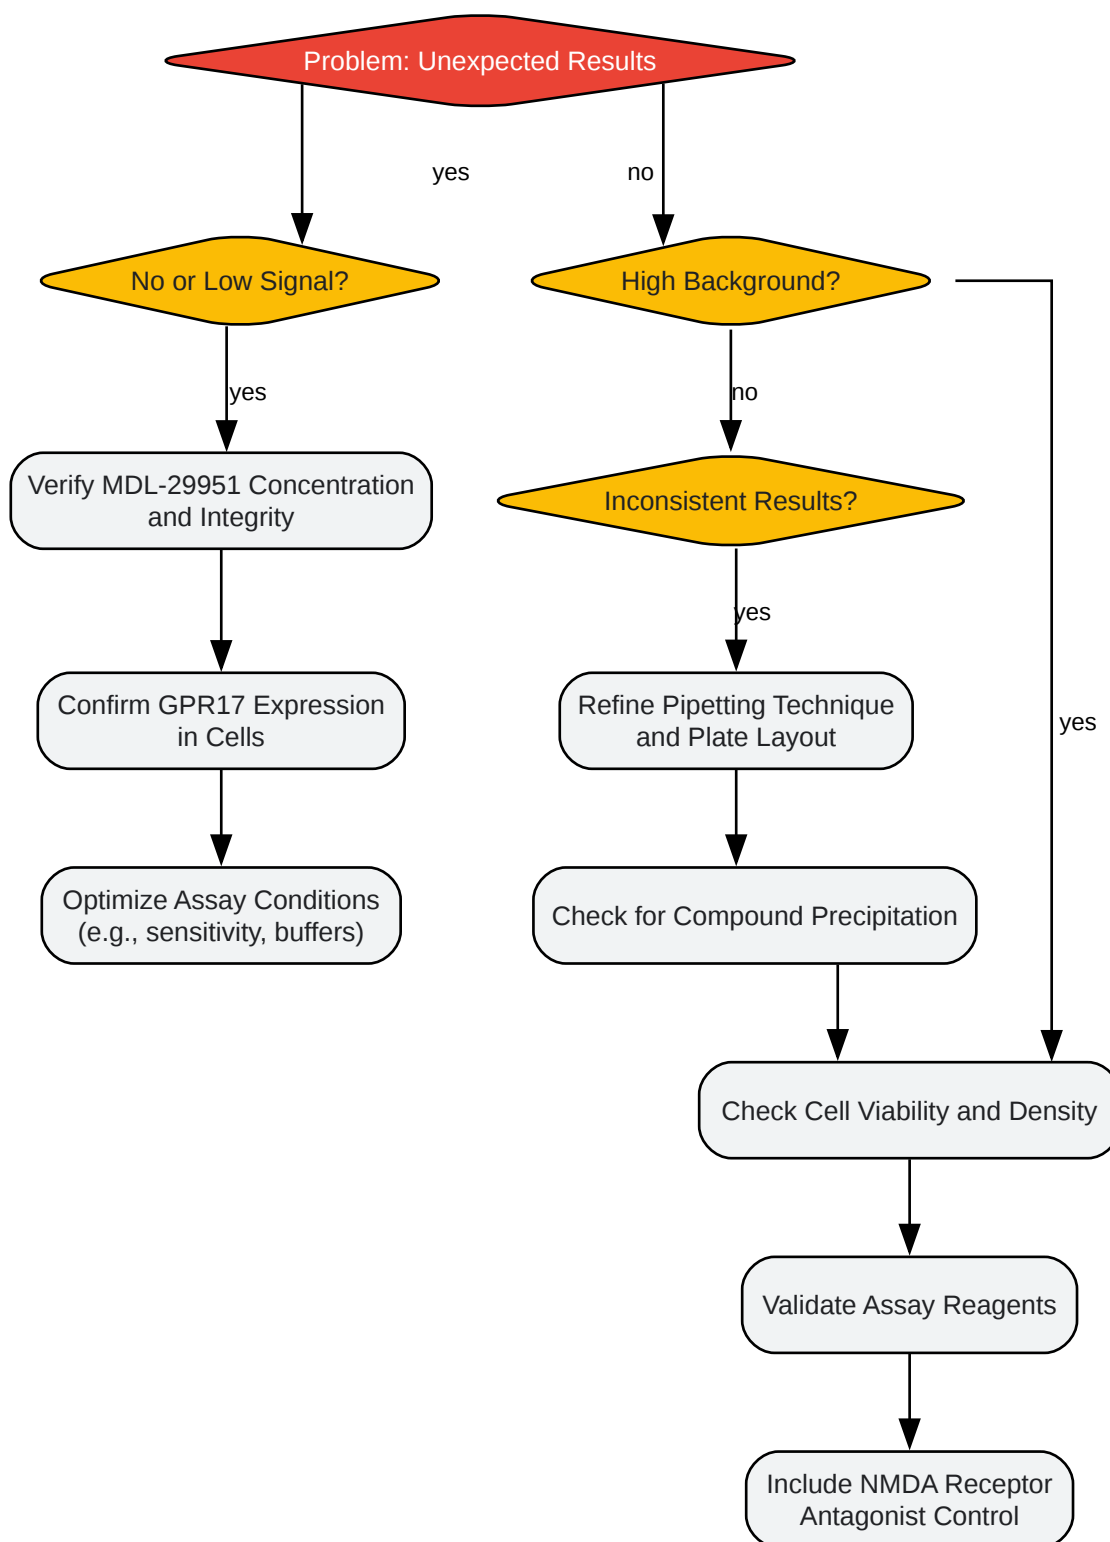 Problem: Unexpected Results
yes
no
No or Low Signal?
High Background?
yes
no
Verify MDL-29951 Concentration
and Integrity
Inconsistent Results?
yes
Confirm GPR17 Expression
in Cells
Refine Pipetting Technique
and Plate Layout
yes
Optimize Assay Conditions
(e.g., sensitivity, buffers)
Check for Compound Precipitation
Check Cell Viability and Density
Validate Assay Reagents
Include NMDA Receptor
Antagonist Control